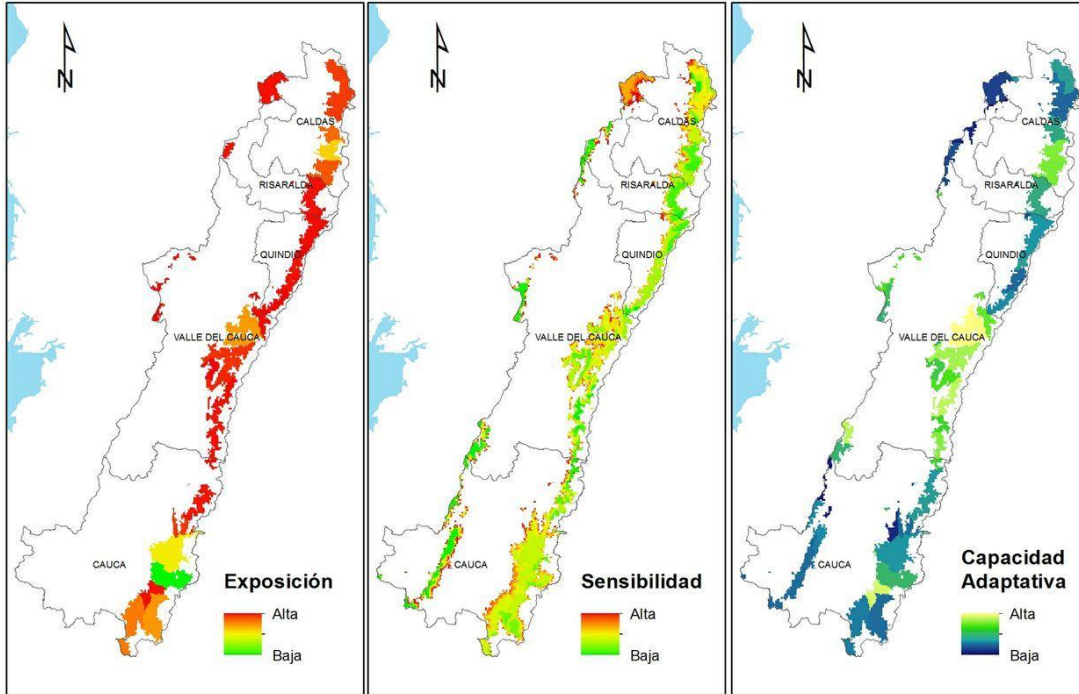 N
CALDAS
RISARALDA
QUINDIO
VALLE DEL CAUCA
CAUCA
Exposición
Alta
Baja
N
CALDAS
RISARALDA
QUINDIO
VALLE DEL CAUCA
CAUCA
Sensibilidad
Alta
Baja
N
CALDAS
RISARALDA
QUINDIO
VALLE DEL CAUCA
CAUCA
Capacidad
Adaptativa
Alta
Baja